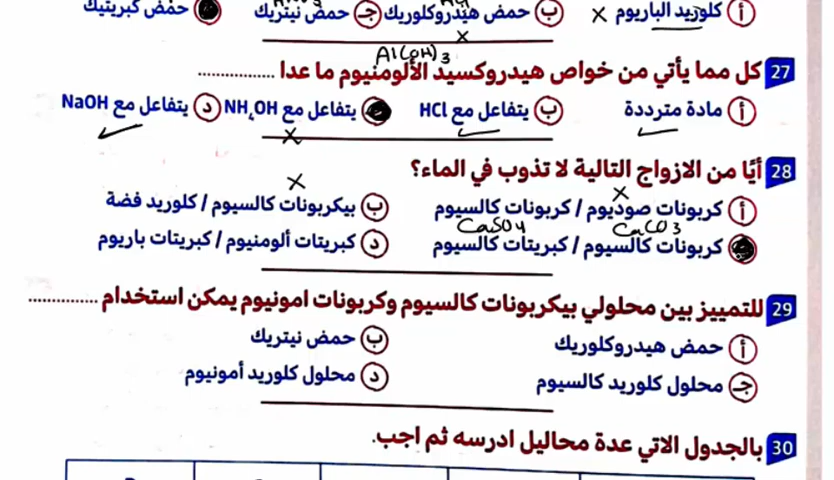 أ كلوريد الباريوم × ب حمض هيدروكلوريك ج حمض نيتريك حمض كبريتيك
×
Al(OH)3
27 كل مما يأتي من خواص هيدروكسيد الألومنيوم ما عدا ..............
أ مادة مترددة ب يتفاعل مع HCl يتفاعل مع NH4OH د يتفاعل مع NaOH
×
28 أيًا من الازواج التالية لا تذوب في الماء؟
× ×
أ كربونات صوديوم / كربونات كالسيوم ب بيكربونات كالسيوم / كلوريد فضة
CaCO3 CaSO4
كربونات كالسيوم / كبريتات كالسيوم د كبريتات ألومنيوم / كبريتات باريوم
29 للتمييز بين محلولي بيكربونات كالسيوم وكربونات امونيوم يمكن استخدام ..............
أ حمض هيدروكلوريك ب حمض نيتريك
ج محلول كلوريد كالسيوم د محلول كلوريد أمونيوم
30 بالجدول الاتي عدة محاليل ادرسه ثم اجب.